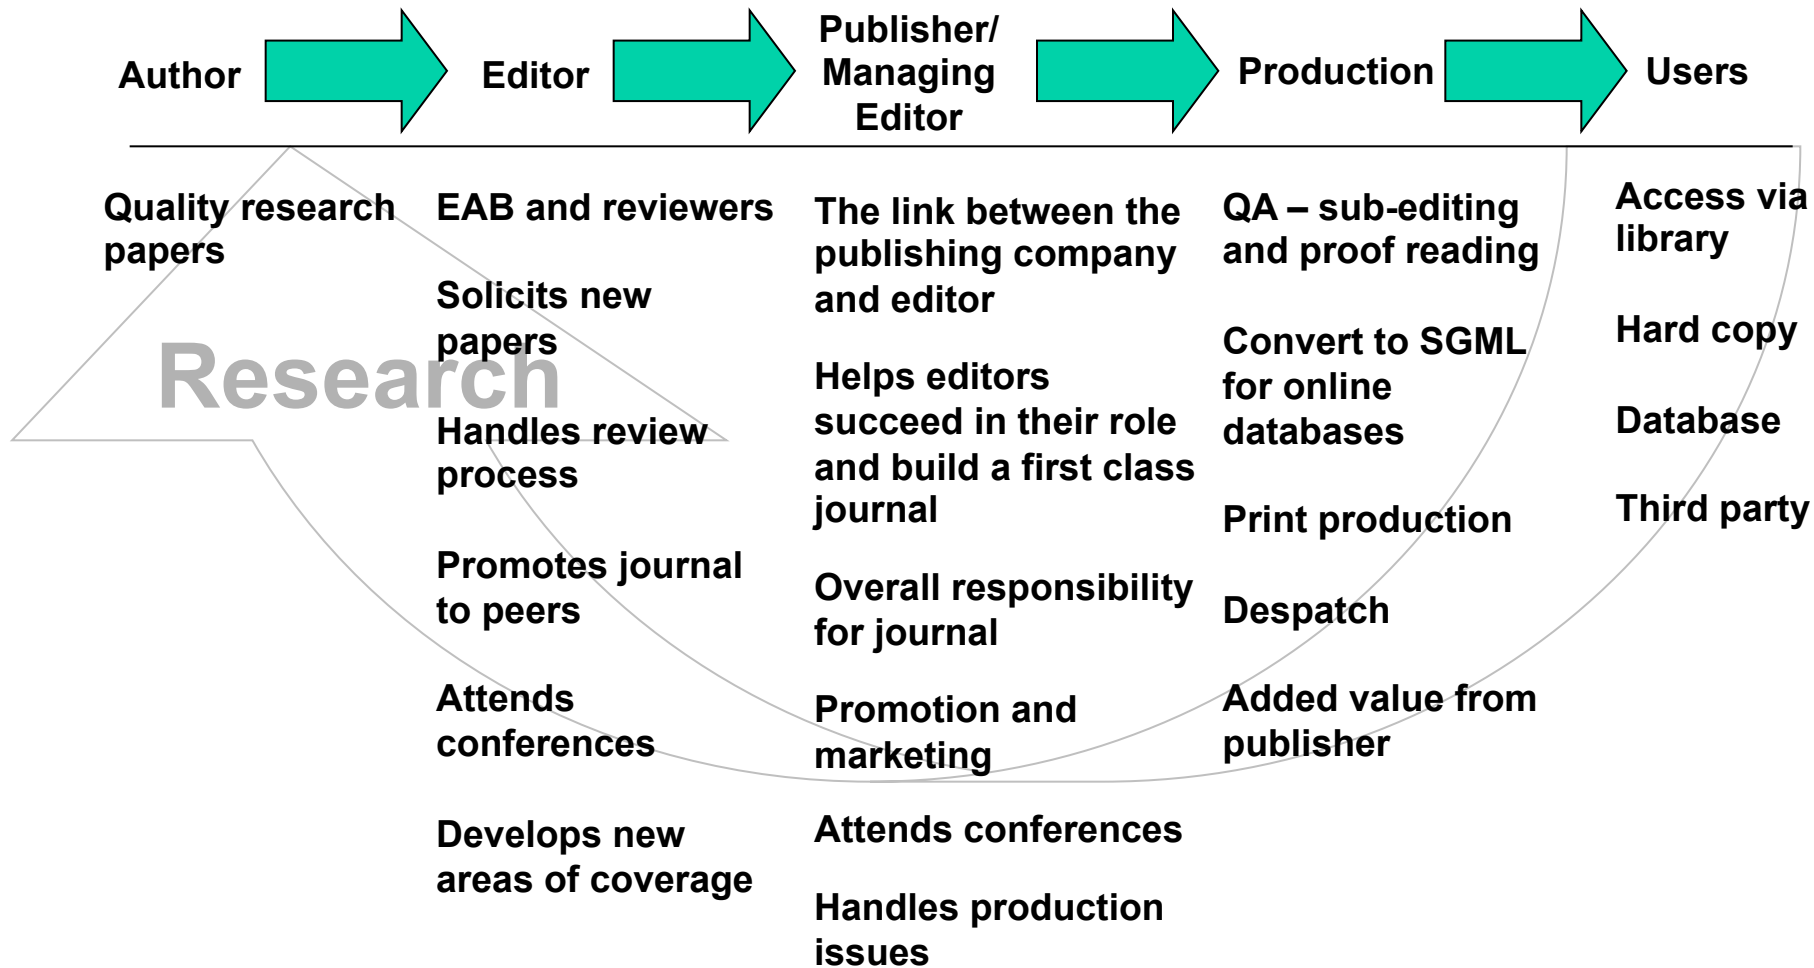 Author
Editor
Publisher/
Managing
Editor
Production
Users
Quality research
papers
EAB and reviewers
Solicits new
papers
Handles review
process
Promotes journal
to peers
Attends
conferences
Develops new
areas of coverage
The link between the
publishing company
and editor
Helps editors
succeed in their role
and build a first class
journal
Overall responsibility
for journal
Promotion and
marketing
Attends conferences
Handles production
issues
QA – sub-editing
and proof reading
Convert to SGML
for online
databases
Print production
Despatch
Added value from
publisher
Access via
library
Hard copy
Database
Third party
Research